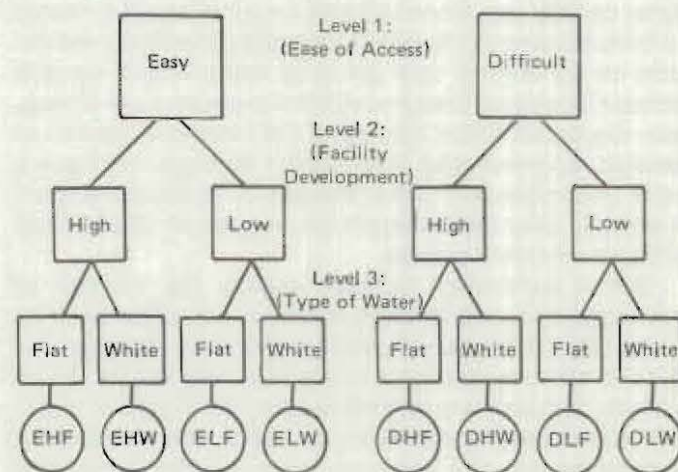 Level 1:
(Ease of Access)
Easy
Difficult
Level 2:
(Facility
Development)
High
Low
High
Low
Level 3:
(Type of Water)
Flat
White
Flat
White
Flat
White
Flat
White
EHF
EHW
ELF
ELW
DHF
DHW
DLF
DLW